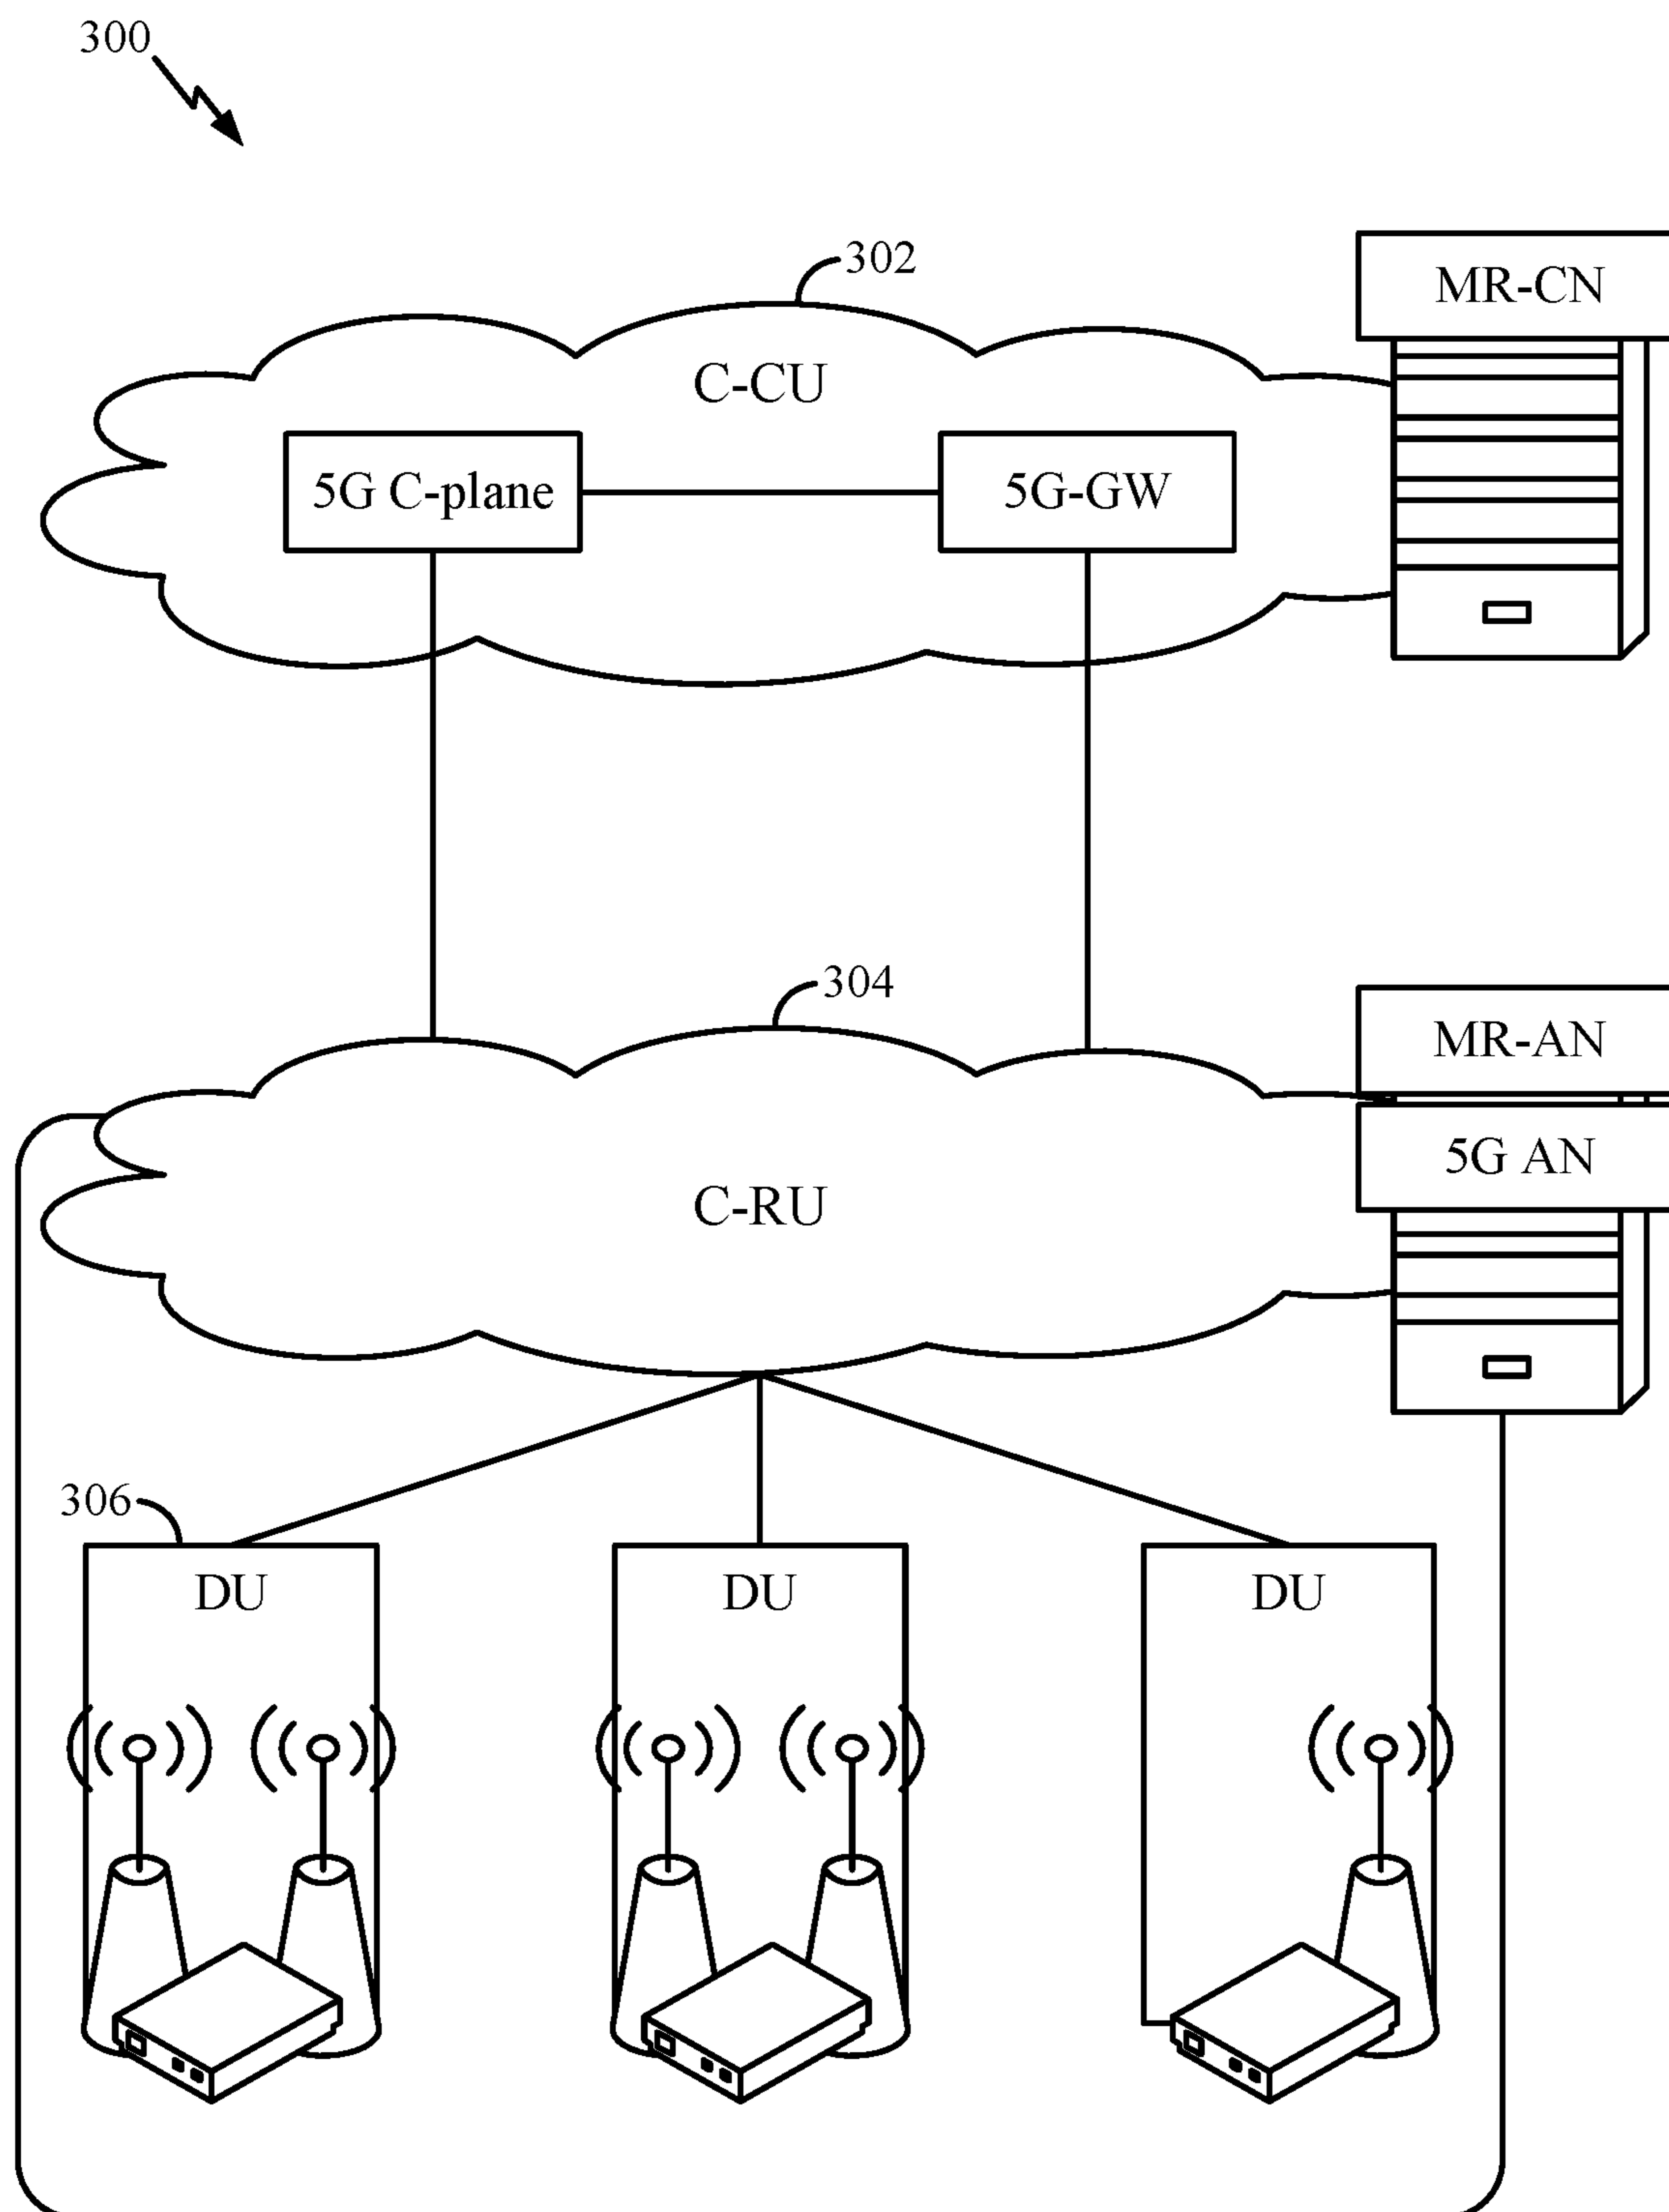 300
302
MR-CN
C-CU
5G C-plane
5G-GW
304
MR-AN
5G AN
C-RU
306
DU
DU
DU